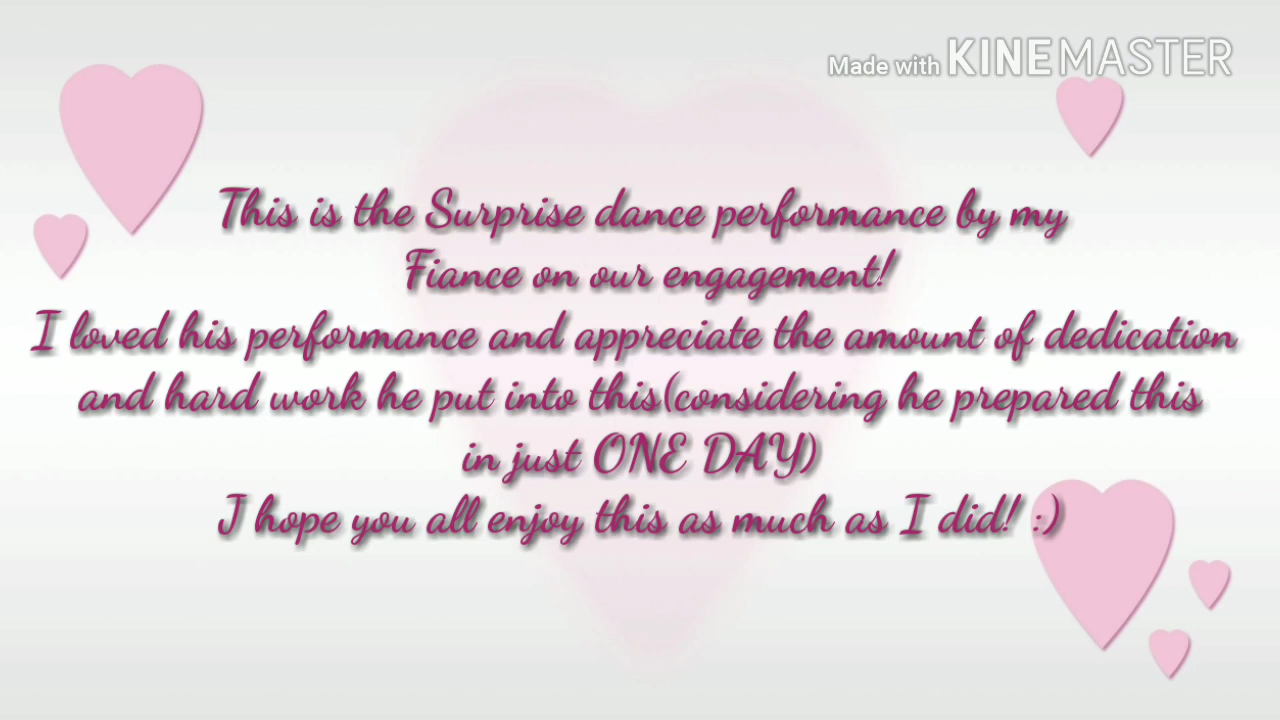 Made with KINEMASTER
This is the Surprise dance performance by my
Fiance on our engagement!
I loved his performance and appreciate the amount of dedication
and hard work he put into this(considering he prepared this
in just ONE DAY)
I hope you all enjoy this as much as I did! :)